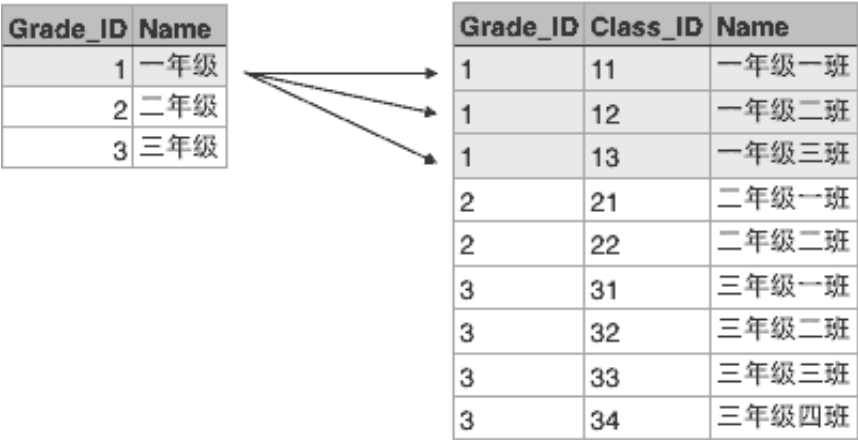 Grade_ID Name
1 一年级
2 二年级
3 三年级
Grade_ID Class_ID Name
1 11 一年级一班
1 12 一年级二班
1 13 一年级三班
2 21 二年级一班
2 22 二年级二班
3 31 三年级一班
3 32 三年级二班
3 33 三年级三班
3 34 三年级四班